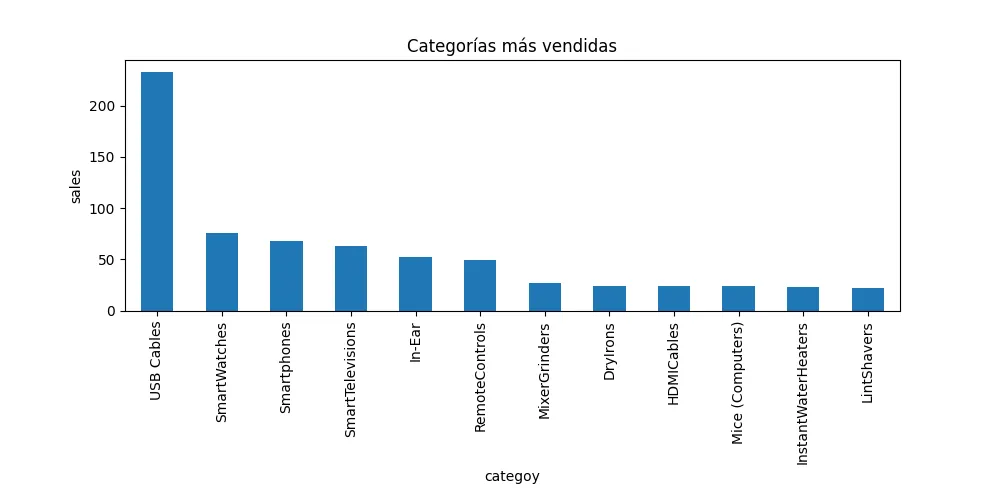 Categorías más vendidas
sales
200
150
100
50
0
USB Cables
SmartWatches
Smartphones
SmartTelevisions
In-Ear
RemoteControls
MixerGrinders
DryIrons
HDMICables
Mice (Computers)
InstantWaterHeaters
LintShavers
categoy